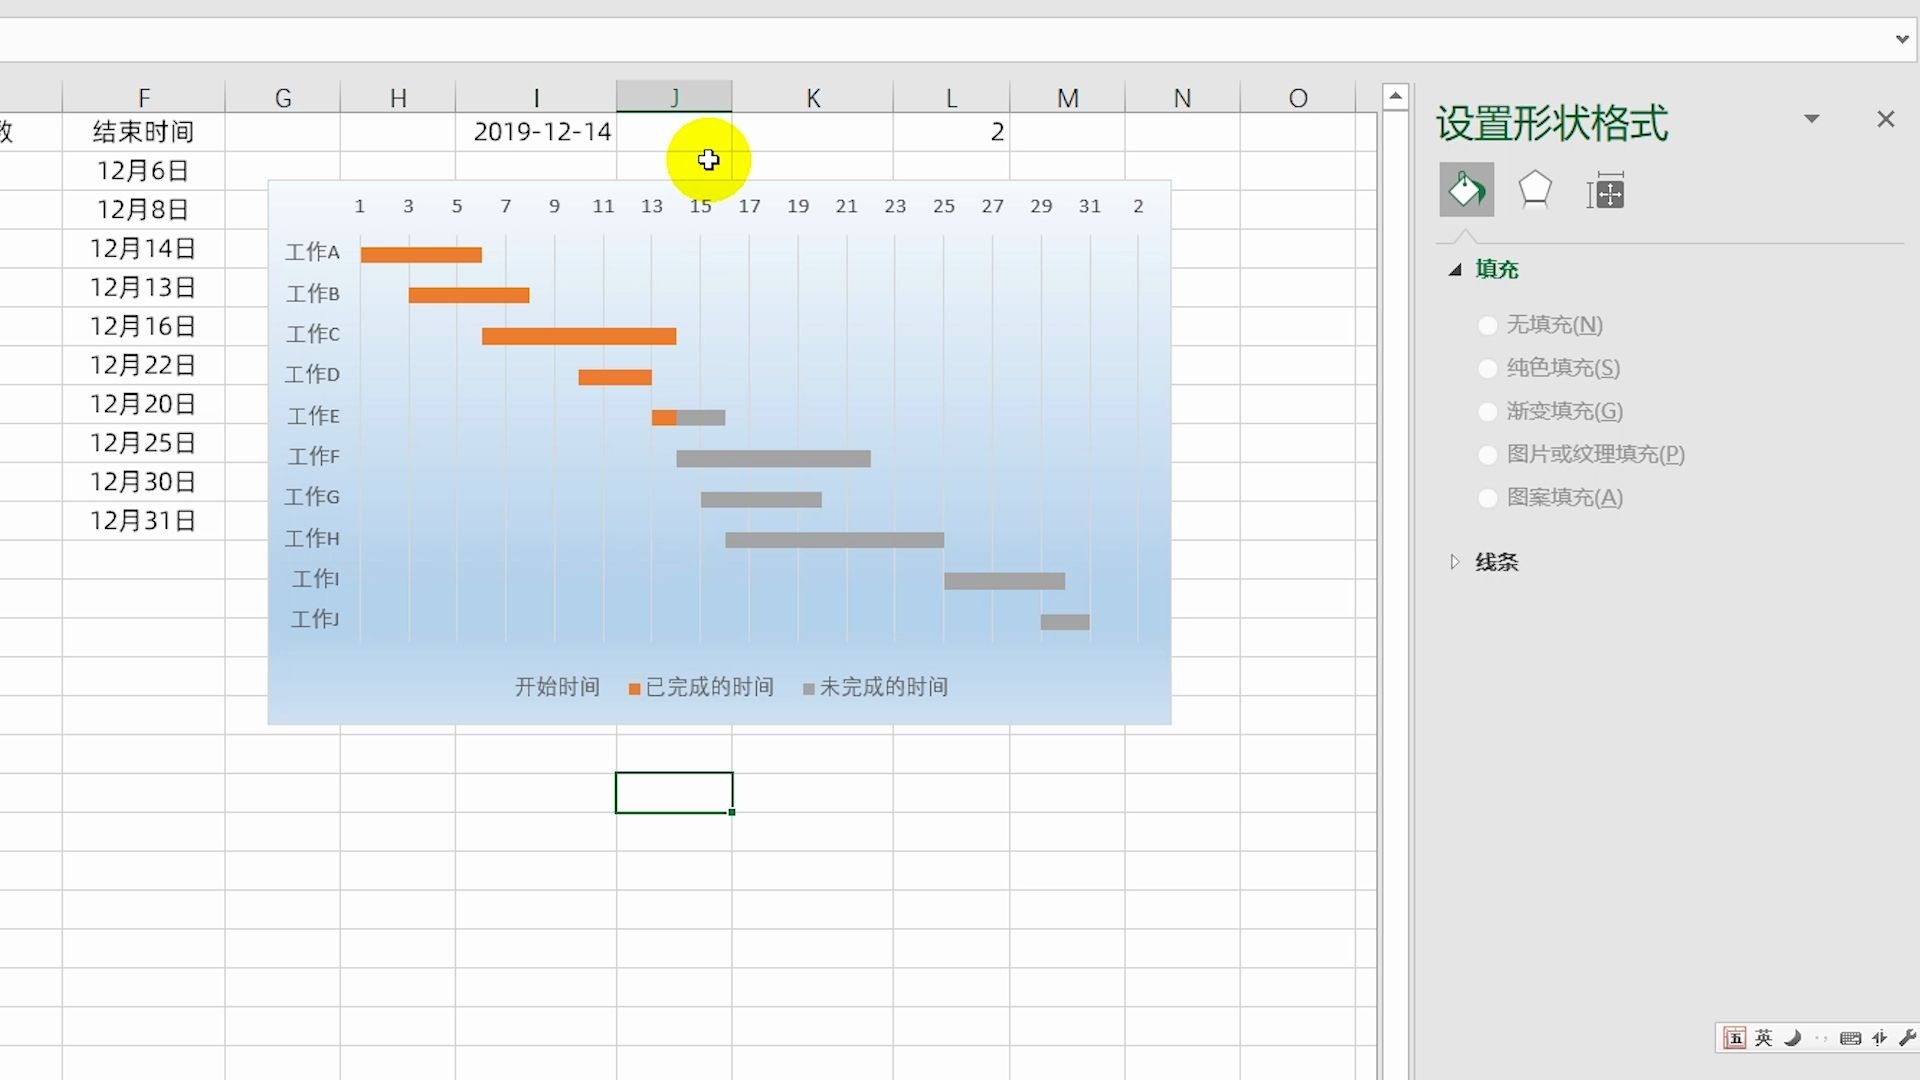 F G H I J K L M N O
数 结束时间 2019-12-14 2
12月6日
12月8日
12月14日
12月13日
12月16日
12月22日
12月20日
12月25日
12月30日
12月31日
1 3 5 7 9 11 13 15 17 19 21 23 25 27 29 31 2
工作A
工作B
工作C
工作D
工作E
工作F
工作G
工作H
工作I
工作J
开始时间 已完成的时间 未完成的时间
设置形状格式
填充
无填充(N)
纯色填充(S)
渐变填充(G)
图片或纹理填充(P)
图案填充(A)
线条
五 英